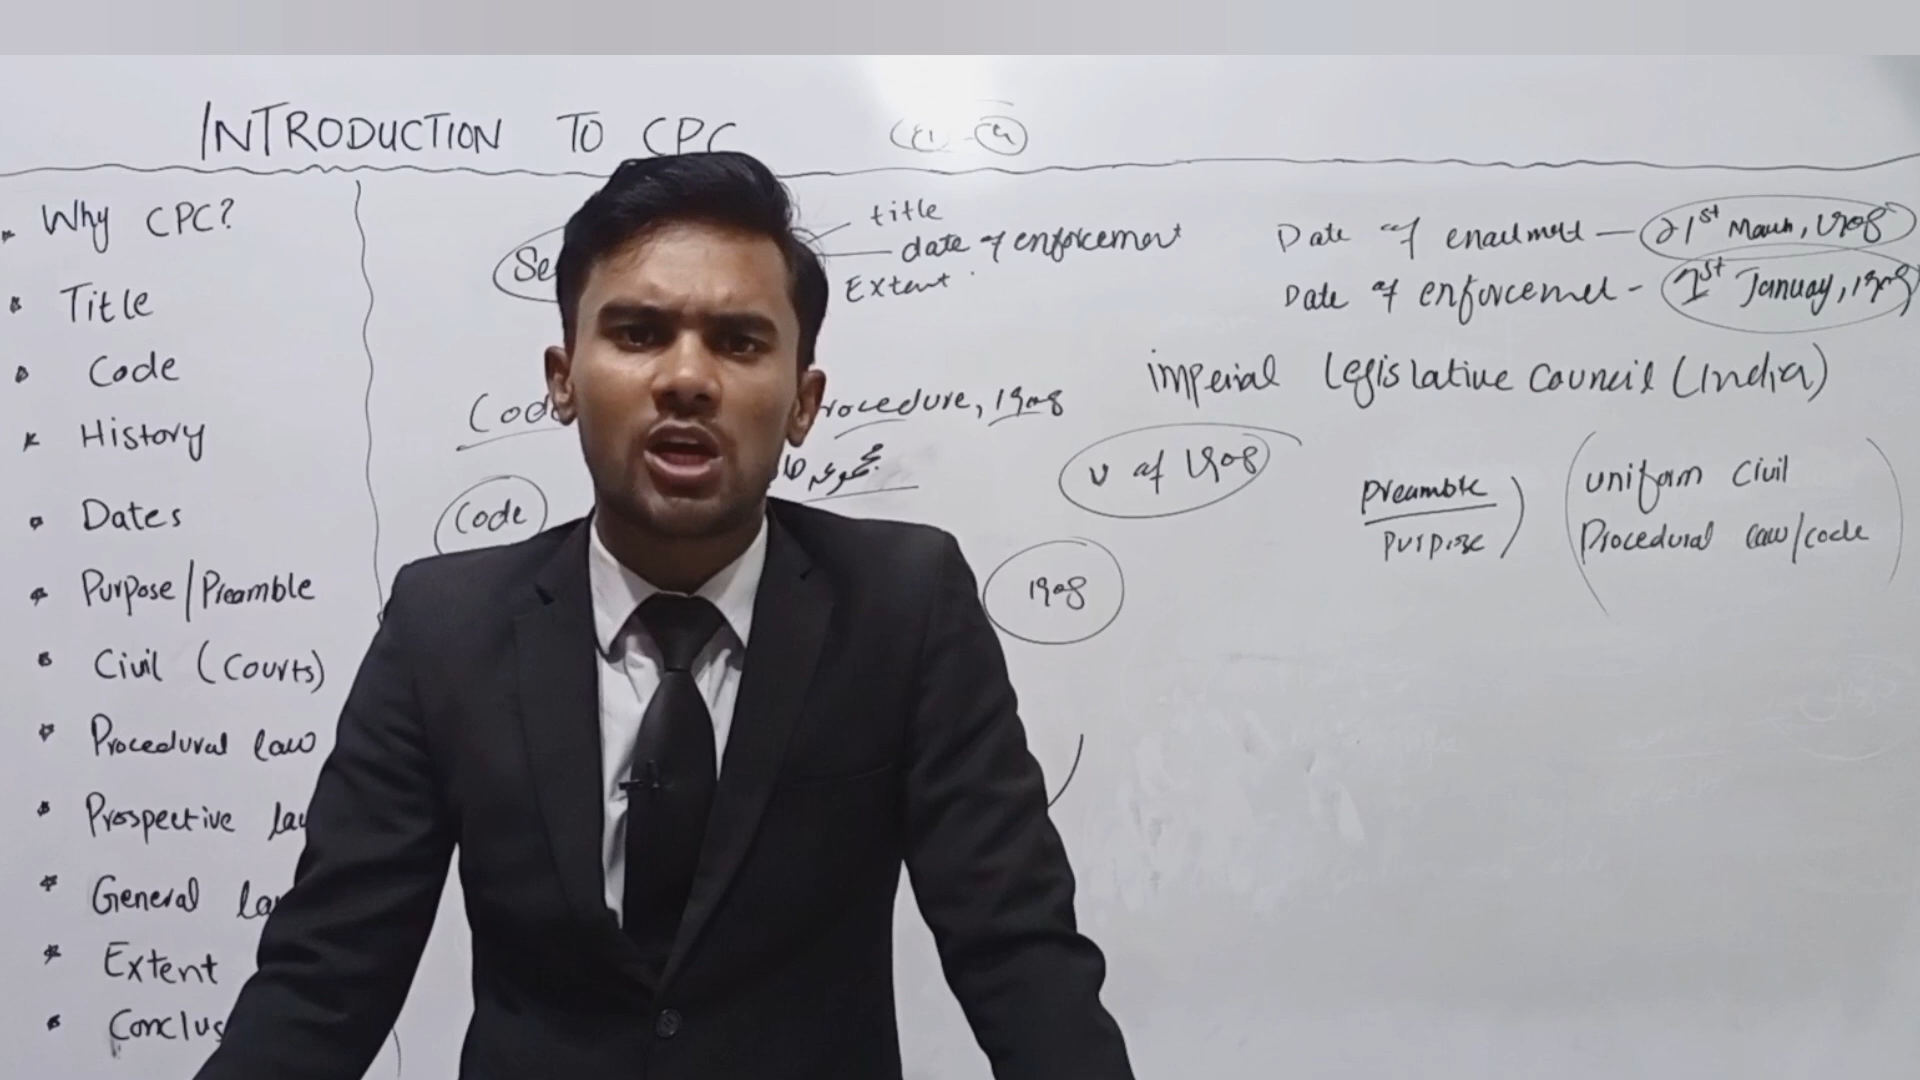 INTRODUCTION TO CPC
Why CPC?
Title
Code
History
Dates
Purpose/Preamble
Civil (Courts)
Procedural law
Prospective
General
Extent
title
date of enforcement
Extent
rocedure, 1908
Code
V of 1908
1908
Date of enactment — 21st March, 1908
Date of enforcement - 1st January, 1909
imperial Legislative Council (India)
Preamble
Purpose
uniform Civil
Procedural law/code